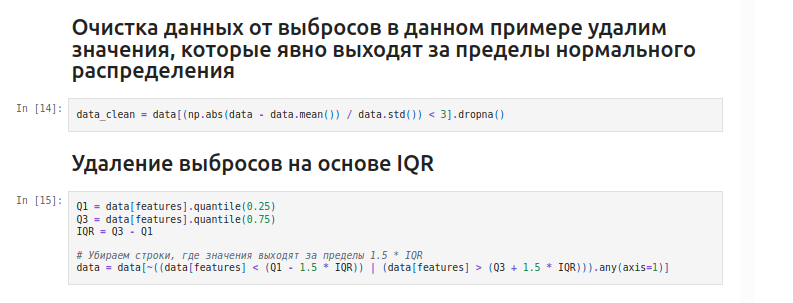 Очистка данных от выбросов в данном примере удалим
значения, которые явно выходят за пределы нормального
распределения
In [14]:
data_clean = data[(np.abs(data - data.mean()) / data.std()) < 3].dropna()
Удаление выбросов на основе IQR
In [15]:
Q1 = data[features].quantile(0.25)
Q3 = data[features].quantile(0.75)
IQR = Q3 - Q1
# Убираем строки, где значения выходят за пределы 1.5 * IQR
data = data[~((data[features] < (Q1 - 1.5 * IQR)) | (data[features] > (Q3 + 1.5 * IQR))).any(axis=1)]